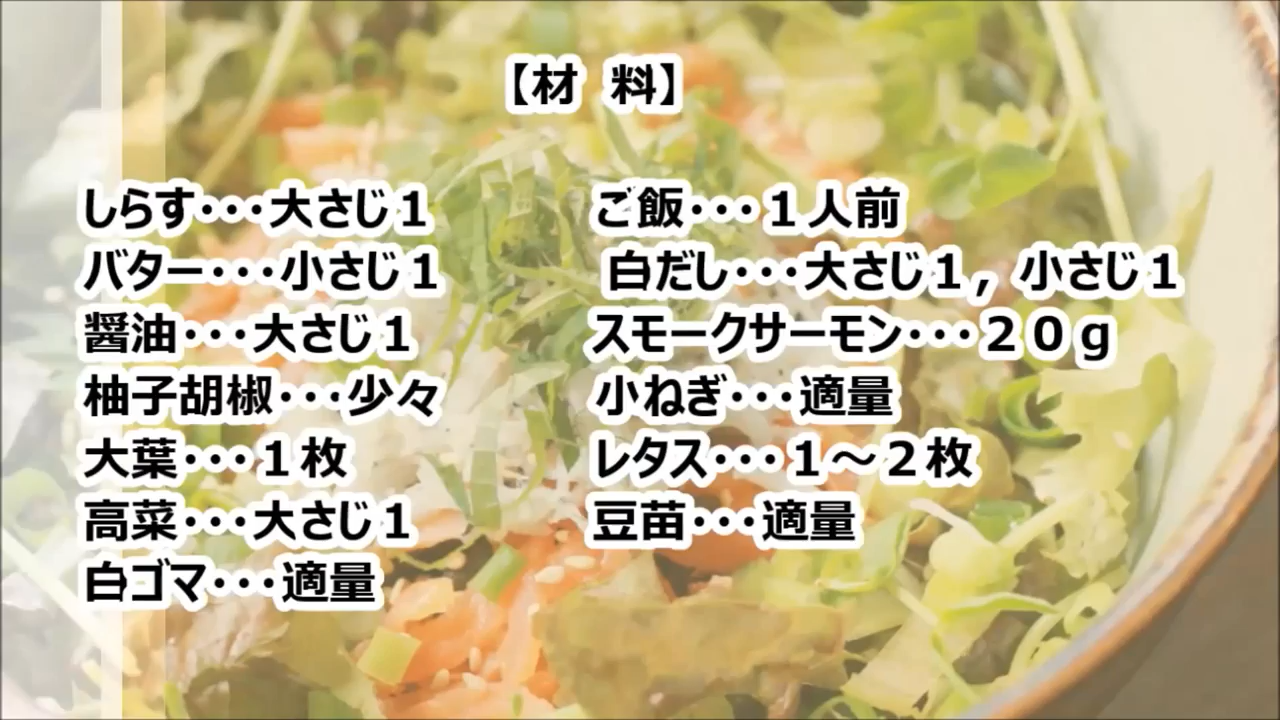 【材　料】
しらす･･･大さじ１
バター･･･小さじ１
醤油･･･大さじ１
柚子胡椒･･･少々
大葉･･･１枚
高菜･･･大さじ１
白ゴマ･･･適量
ご飯･･･１人前
白だし･･･大さじ１，小さじ１
スモークサーモン･･･２０ｇ
小ねぎ･･･適量
レタス･･･１～２枚
豆苗･･･適量